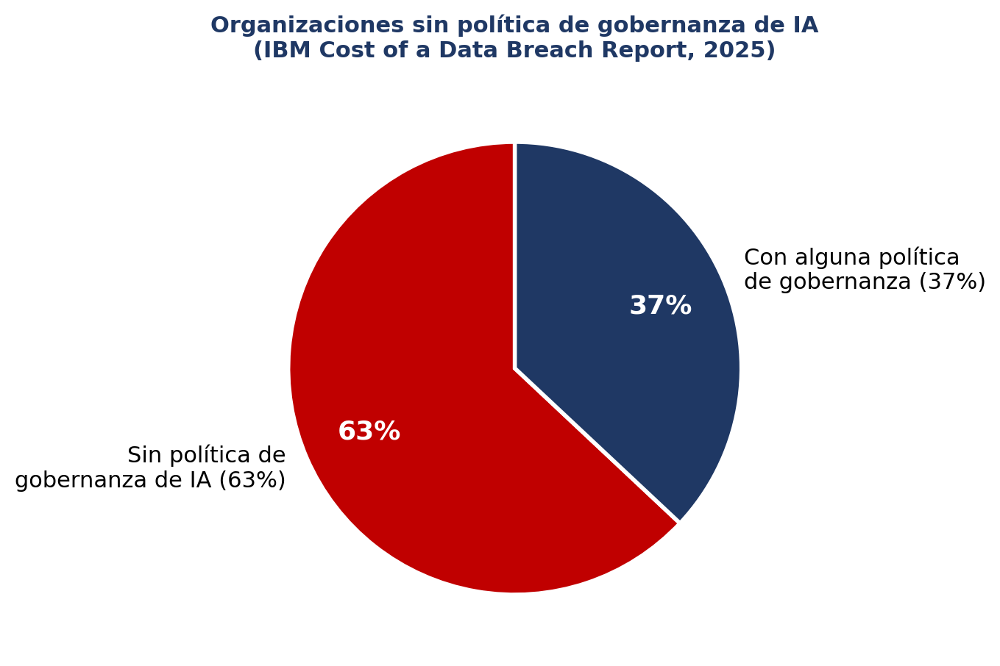 Organizaciones sin política de gobernanza de IA
(IBM Cost of a Data Breach Report, 2025)
Con alguna política
de gobernanza (37%)
37%
63%
Sin política de
gobernanza de IA (63%)